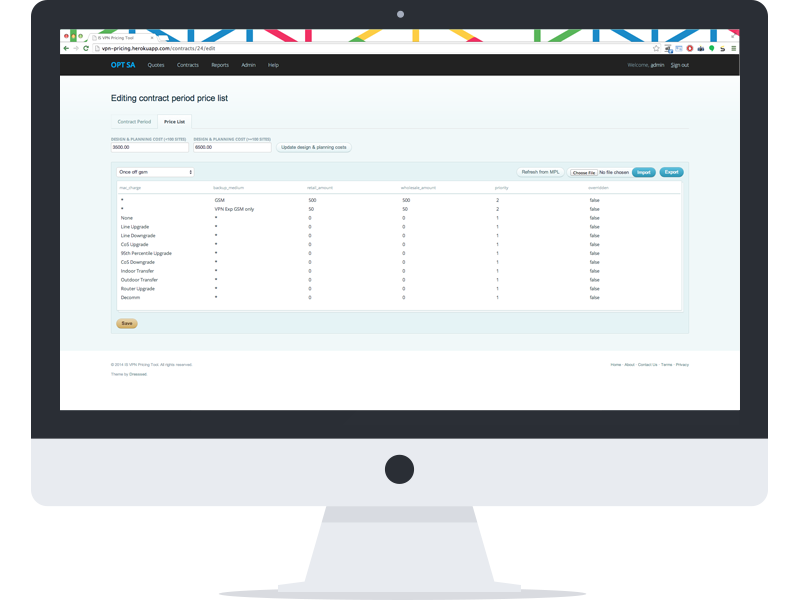 IS VPN-Pricing Tool
vpn-pricing.herokuapp.com/contracts/24/edit
OPT SA Quotes Contracts Reports Admin Help Welcome, admin Sign out
Editing contract period price list
Contract Period Price List
DESIGN & PLANNING COST (<100 SITES) DESIGN & PLANNING COST (>=100 SITES)
3500.00 6500.00 Update design & planning costs
Once off gsm Refresh from MPL Choose File No file chosen Import Export
mac_charge backup_medium retail_amount wholesale_amount priority overridden
* GSM 500 500 2 false
* VPN Exp GSM only 50 50 2 false
None * 0 0 1 false
Line Upgrade * 0 0 1 false
Line Downgrade * 0 0 1 false
CoS Upgrade * 0 0 1 false
95th Percentile Upgrade * 0 0 1 false
CoS Downgrade * 0 0 1 false
Indoor Transfer * 0 0 1 false
Outdoor Transfer * 0 0 1 false
Router Upgrade * 0 0 1 false
Decomm * 0 0 1 false
Save
© 2014 IS VPN Pricing Tool. All rights reserved. Home About Contact Us Terms Privacy
Theme by